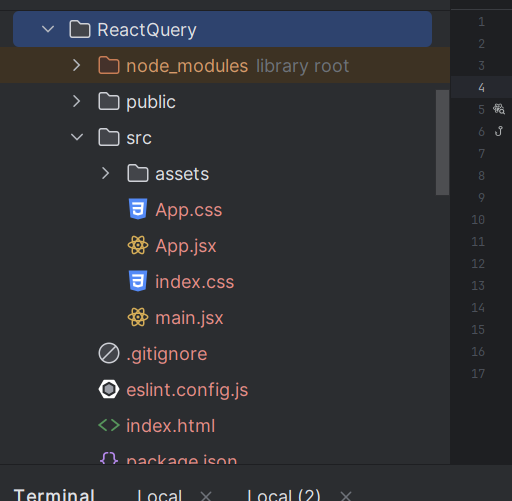 ReactQuery
node_modules library root
public
src
assets
App.css
App.jsx
index.css
main.jsx
.gitignore
eslint.config.js
index.html
package.json
Terminal Local Local (2)
1
2
3
4
5
6
7
8
9
10
11
12
13
14
15
16
17